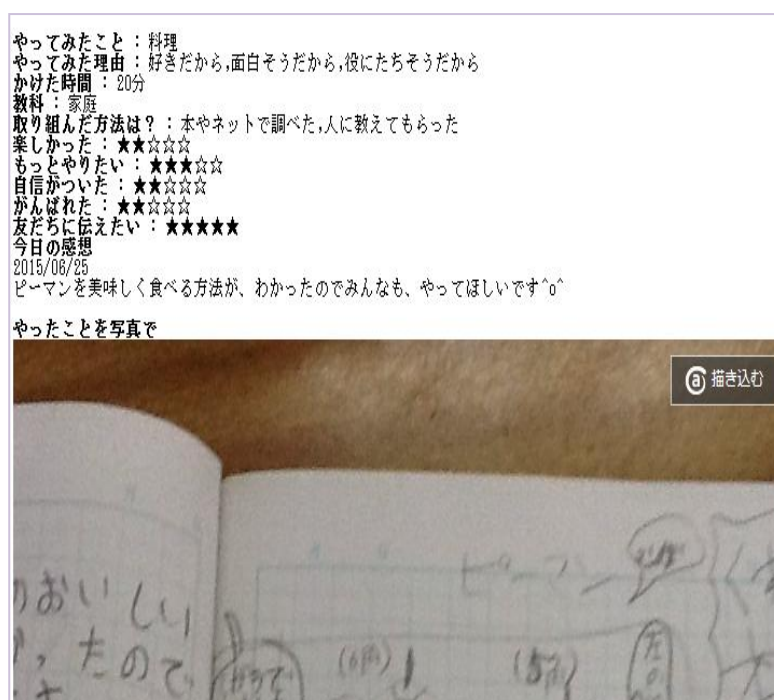 やってみたこと : 料理
やってみた理由 : 好きだから,面白そうだから,役にたちそうだから
かけた時間 : 20分
教科 : 家庭
取り組んだ方法は? : 本やネットで調べた,人に教えてもらった
楽しかった : ★★☆☆☆
もっとやりたい : ★★★☆☆
自信がついた : ★★☆☆☆
がんばれた : ★★☆☆☆
友だちに伝えたい : ★★★★★
今日の感想
2015/06/25
ピーマンを美味しく食べる方法が、わかったのでみんなも、やってほしいです^o^
やったことを写真で
@ 描き込む
ピーマン
おいしい
たので